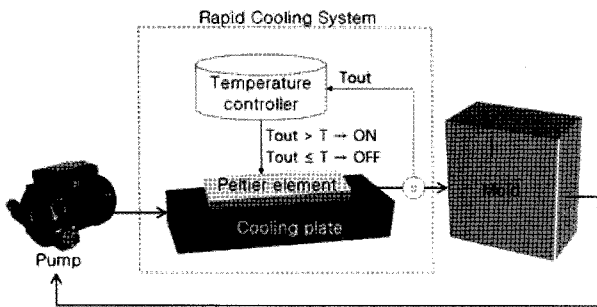 Rapid Cooling System
Temperature
controller
Tout
Tout > T → ON
Tout ≤ T → OFF
Peltier element
Cooling plate
Mold
Pump